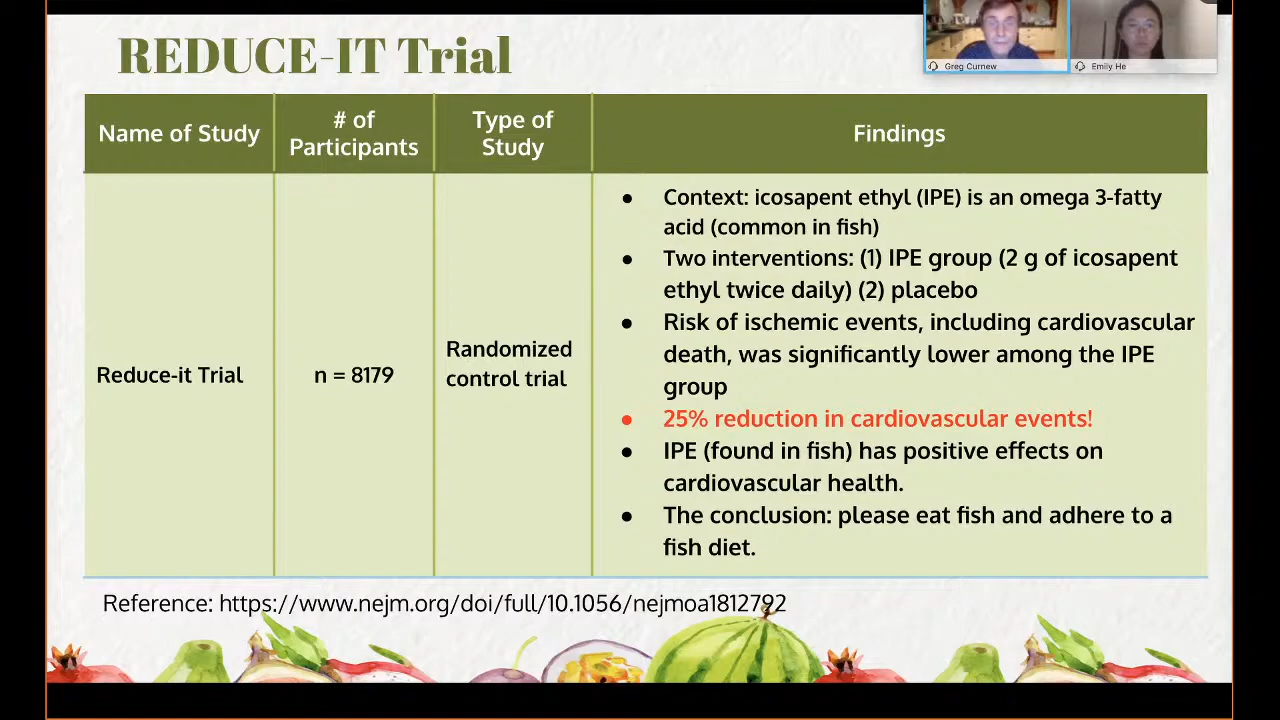 REDUCE-IT Trial
Greg Curnew
Emily He
Name of Study
# of
Participants
Type of
Study
Findings
Reduce-it Trial
n = 8179
Randomized
control trial
● Context: icosapent ethyl (IPE) is an omega 3-fatty
acid (common in fish)
● Two interventions: (1) IPE group (2 g of icosapent
ethyl twice daily) (2) placebo
● Risk of ischemic events, including cardiovascular
death, was significantly lower among the IPE
group
● 25% reduction in cardiovascular events!
● IPE (found in fish) has positive effects on
cardiovascular health.
● The conclusion: please eat fish and adhere to a
fish diet.
Reference: https://www.nejm.org/doi/full/10.1056/nejmoa1812792